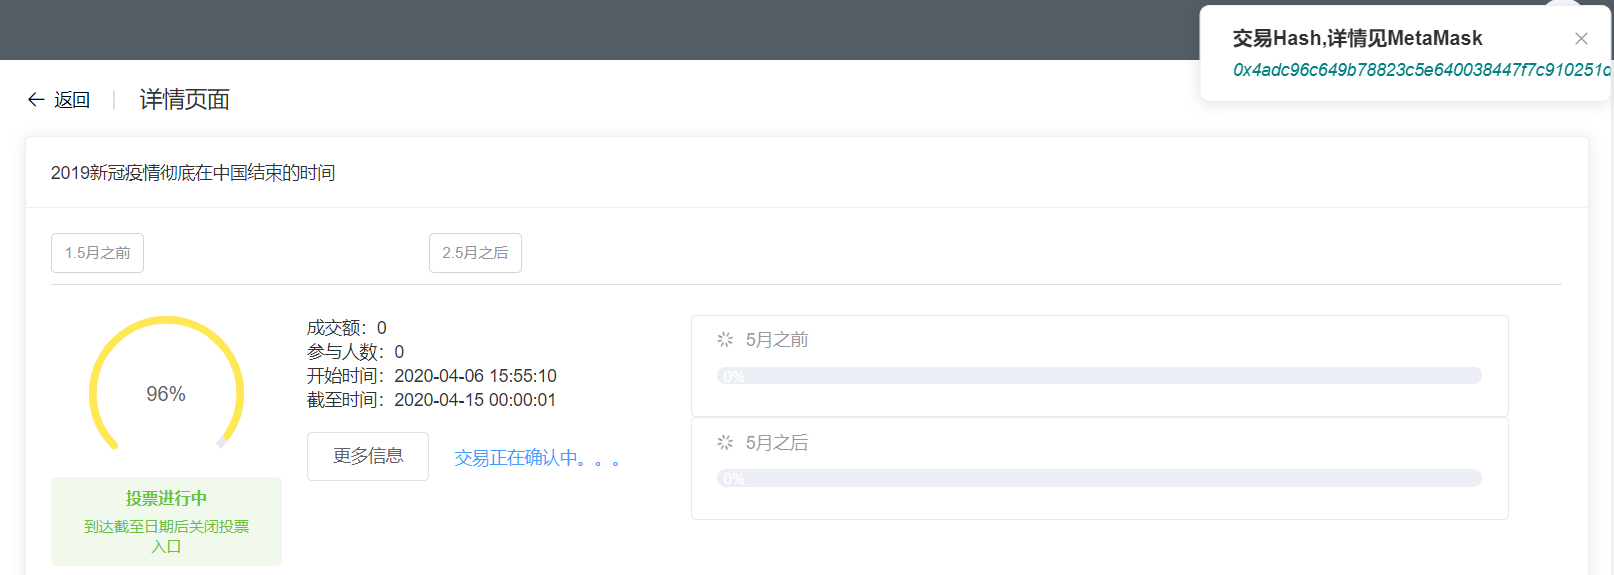 交易Hash,详情见MetaMask
0x4adc96c649b78823c5e640038447f7c910251
返回
详情页面
2019新冠疫情彻底在中国结束的时间
1.5月之前
2.5月之后
96%
投票进行中
到达截至日期后关闭投票
入口
成交额：0
参与人数：0
开始时间：2020-04-06 15:55:10
截至时间：2020-04-15 00:00:01
更多信息
交易正在确认中。。。
5月之前
0%
5月之后
0%